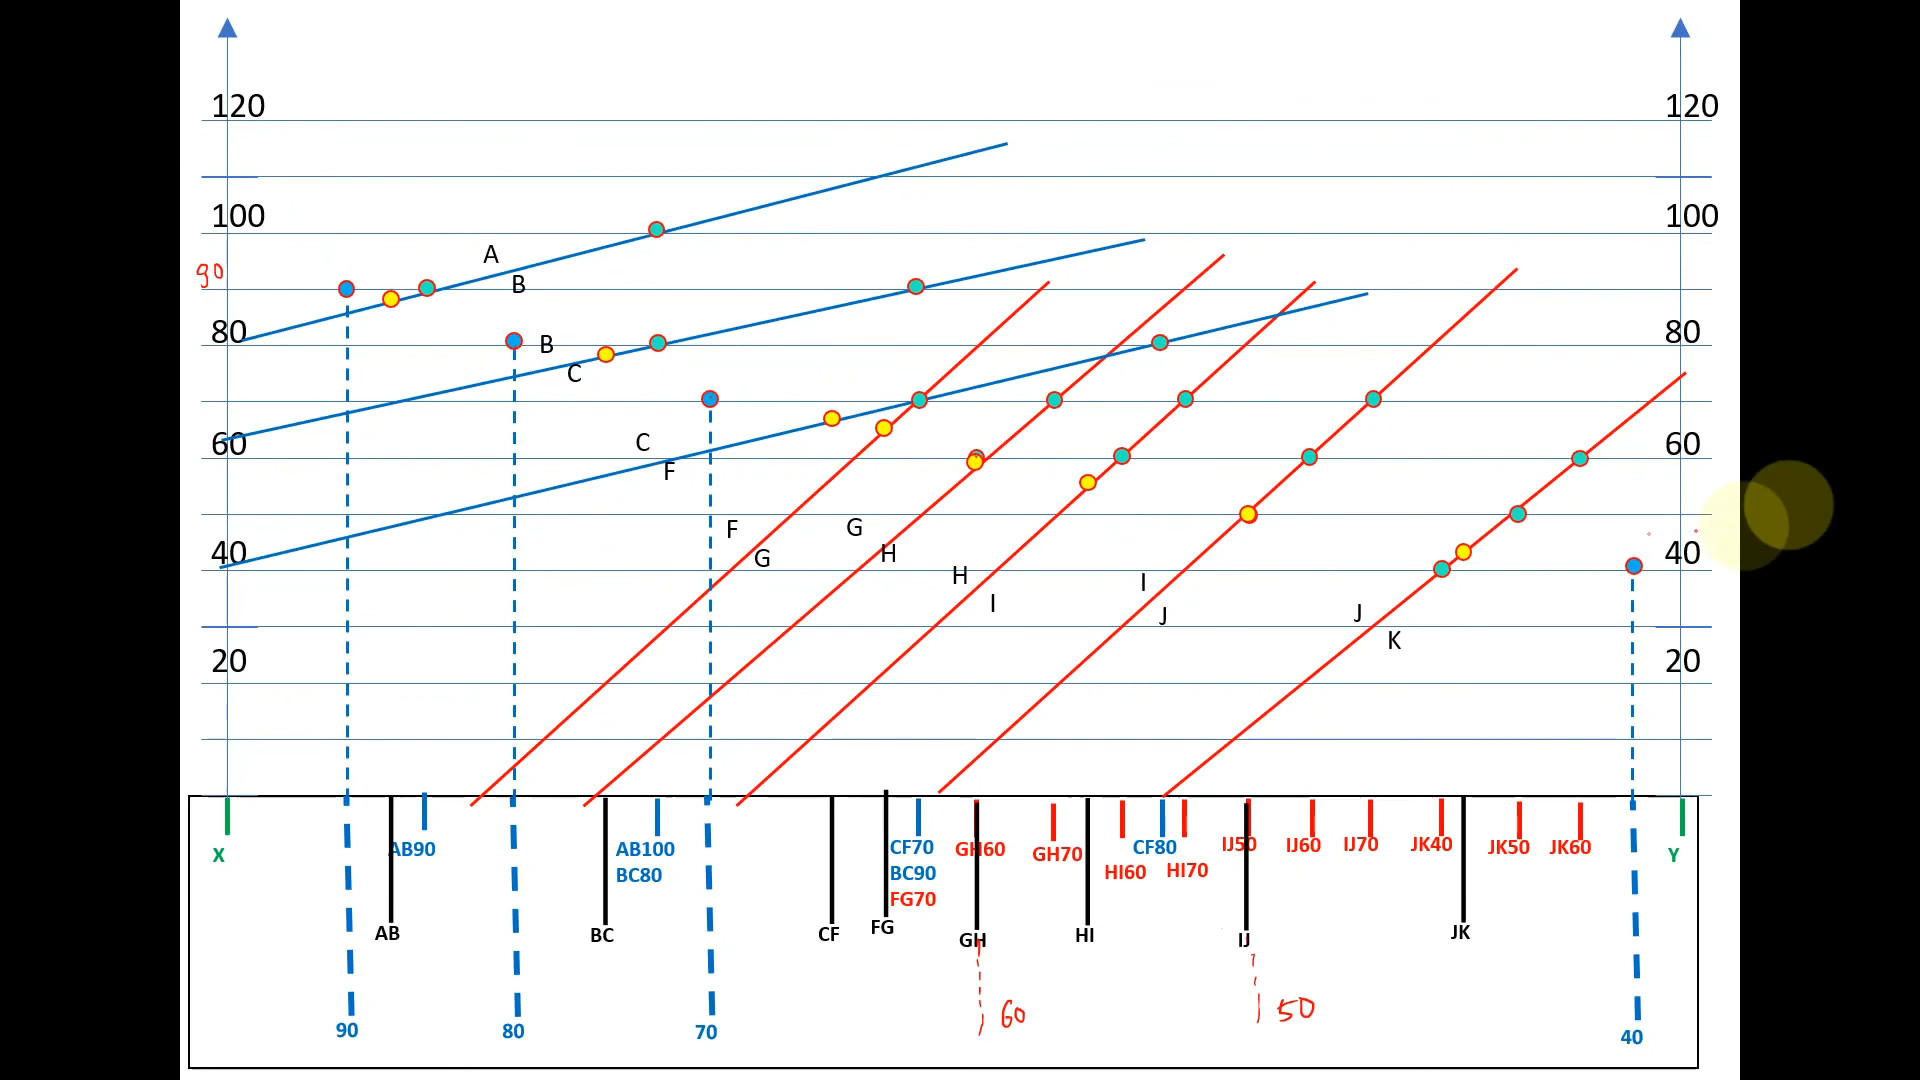 120 120
100 100
A
90
B
80 B 80
C
60 C 60
F
F G
40 G H 40
H I
I J
J K
20 20
X AB90 AB100 CF70 GH60 GH70 CF80 IJ50 IJ60 IJ70 JK40 JK50 JK60 Y
BC80 BC90 HI60 HI70
FG70
AB BC CF FG GH HI IJ JK
60 50
90 80 70 40